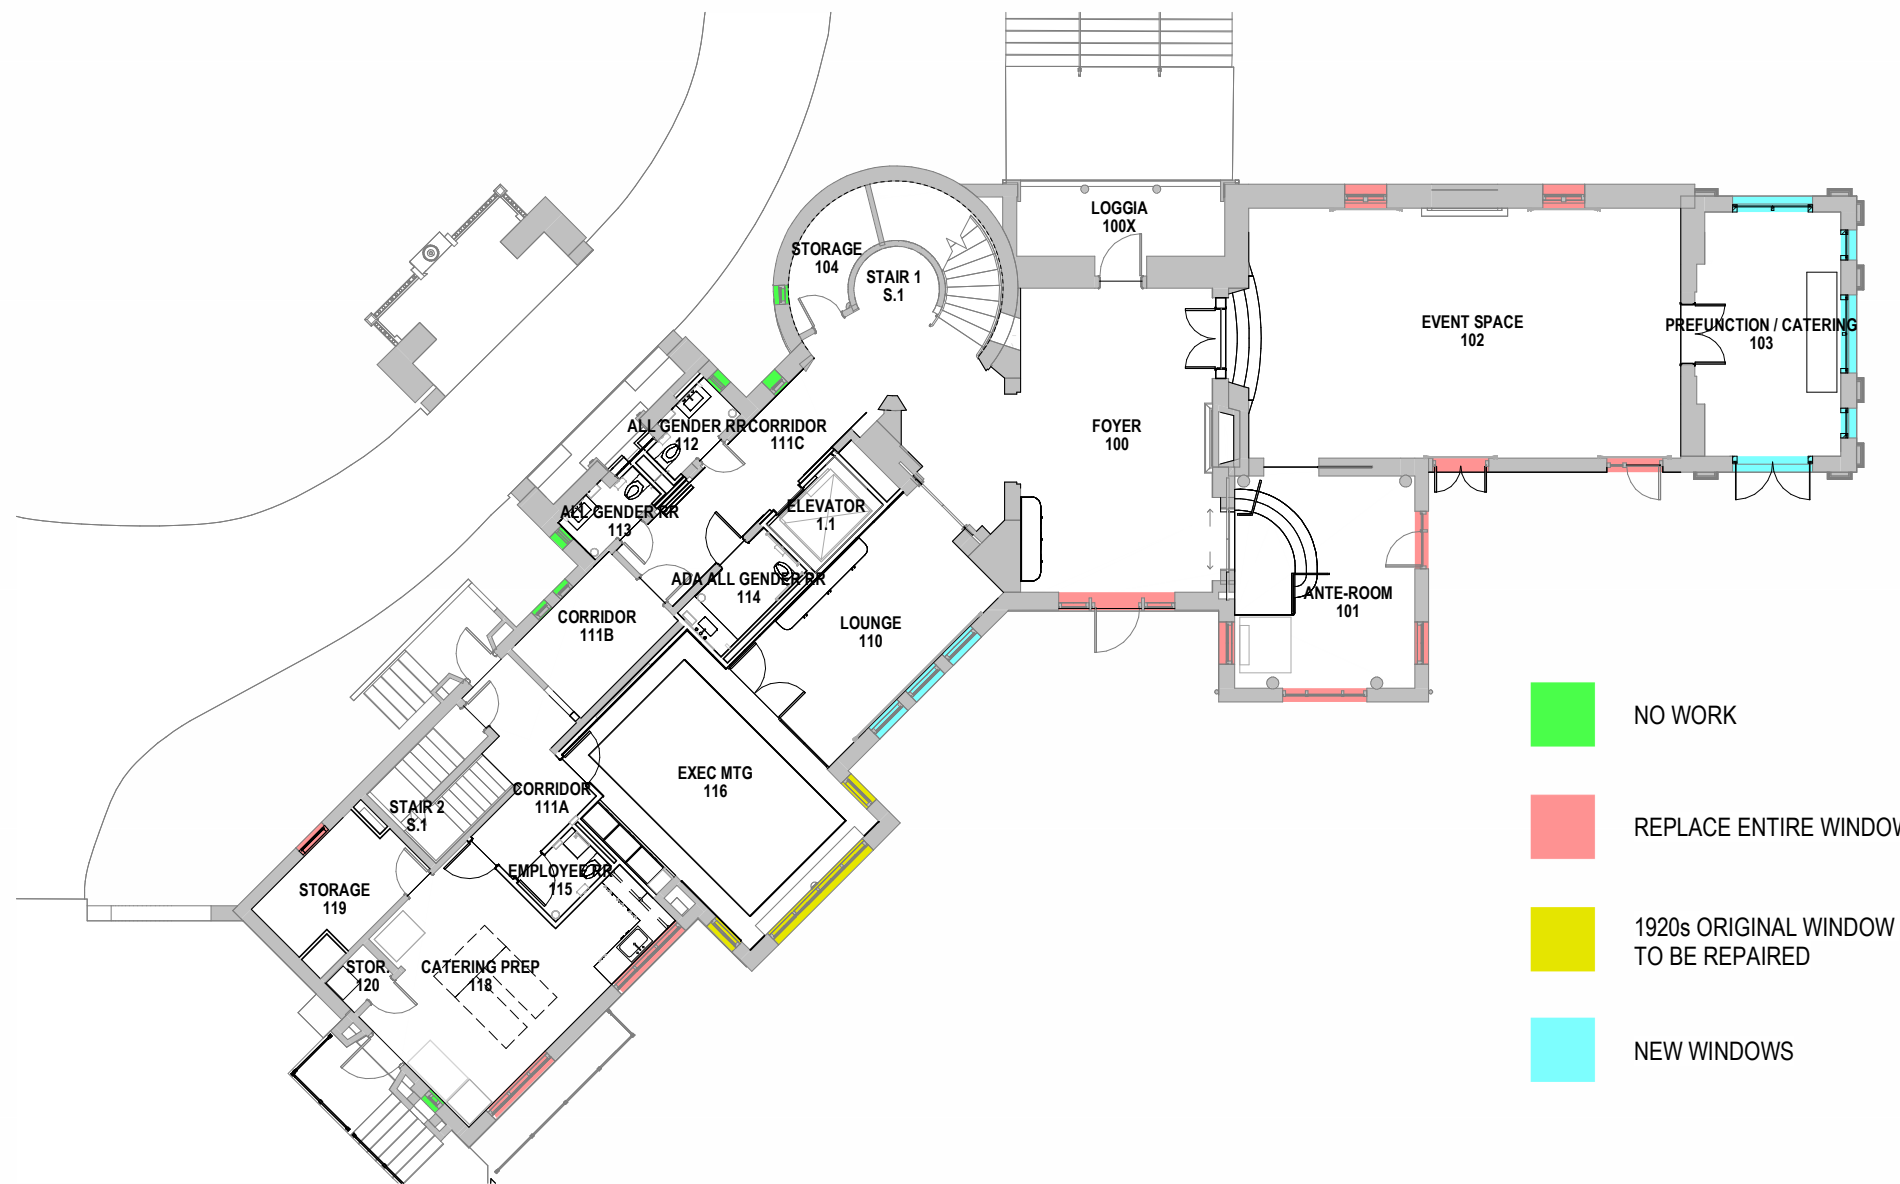 LOGGIA
100X
STORAGE
104
STAIR 1
S.1
EVENT SPACE
102
PREFUNCTION / CATERING
103
ALL GENDER RR
112
CORRIDOR
111C
FOYER
100
ALL GENDER RR
113
ELEVATOR
1.1
ADA ALL GENDER RR
114
ANTE-ROOM
101
CORRIDOR
111B
LOUNGE
110
EXEC MTG
116
CORRIDOR
111A
STAIR 2
S.1
EMPLOYEE RR
115
STORAGE
119
STOR.
120
CATERING PREP
118
NO WORK
REPLACE ENTIRE WINDOW
1920s ORIGINAL WINDOW
TO BE REPAIRED
NEW WINDOWS